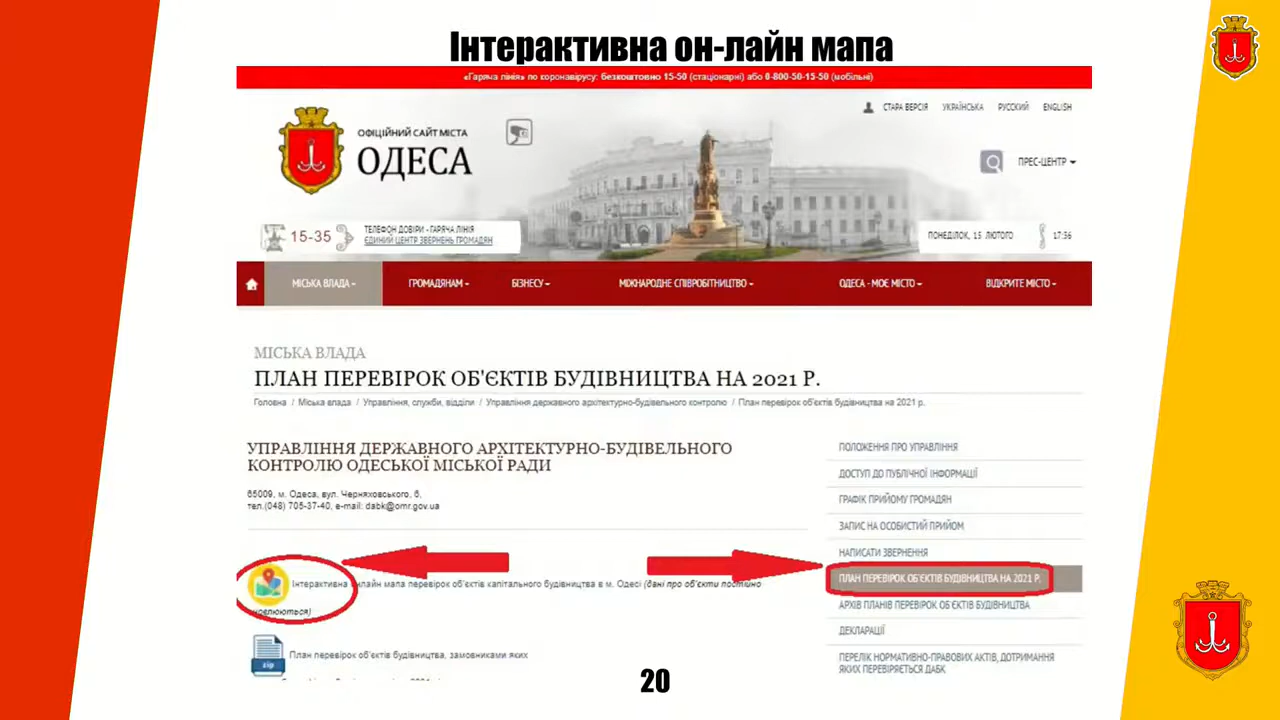 Інтерактивна он-лайн мапа
«Гаряча лінія» по коронавірусу: безкоштовно 15-50 (стаціонарні) або 0-800-50-15-50 (мобільні)
СТАРА ВЕРСІЯ УКРАЇНСЬКА РУССКИЙ ENGLISH
ОФІЦІЙНИЙ САЙТ МІСТА
ОДЕСА
ПРЕС-ЦЕНТР
15-35
ТЕЛЕФОН ДОВІРИ - ГАРЯЧА ЛІНІЯ
ЄДИНИЙ ЦЕНТР ЗВЕРНЕНЬ ГРОМАДЯН
ПОНЕДІЛОК, 15 ЛЮТОГО 17:36
МІСЬКА ВЛАДА ГРОМАДЯНАМ БІЗНЕСУ МІЖНАРОДНЕ СПІВРОБІТНИЦТВО ОДЕСА - МОЄ МІСТО ВІДКРИТЕ МІСТО
МІСЬКА ВЛАДА
ПЛАН ПЕРЕВІРОК ОБ'ЄКТІВ БУДІВНИЦТВА НА 2021 Р.
Головна / Міська влада / Управління, служби, відділи / Управління державного архітектурно-будівельного контролю / План перевірок об'єктів будівництва на 2021 р.
УПРАВЛІННЯ ДЕРЖАВНОГО АРХІТЕКТУРНО-БУДІВЕЛЬНОГО
КОНТРОЛЮ ОДЕСЬКОЇ МІСЬКОЇ РАДИ
65009, м. Одеса, вул. Черняховського, 6,
тел.(048) 705-37-40, e-mail: dabk@omr.gov.ua
Інтерактивна онлайн мапа перевірок об'єктів капітального будівництва в м. Одесі (дані про об'єкти постійно
zip
План перевірок об'єктів будівництва, замовниками яких
ПОЛОЖЕННЯ ПРО УПРАВЛІННЯ
ДОСТУП ДО ПУБЛІЧНОЇ ІНФОРМАЦІЇ
ГРАФІК ПРИЙОМУ ГРОМАДЯН
ЗАПИС НА ОСОБИСТИЙ ПРИЙОМ
НАПИСАТИ ЗВЕРНЕННЯ
ПЛАН ПЕРЕВІРОК ОБ'ЄКТІВ БУДІВНИЦТВА НА 2021 Р.
АРХІВ ПЛАНІВ ПЕРЕВІРОК ОБ'ЄКТІВ БУДІВНИЦТВА
ДЕКЛАРАЦІЇ
ПЕРЕЛІК НОРМАТИВНО-ПРАВОВИХ АКТІВ, ДОТРИМАННЯ
ЯКИХ ПЕРЕВІРЯЄТЬСЯ ДАБК
20